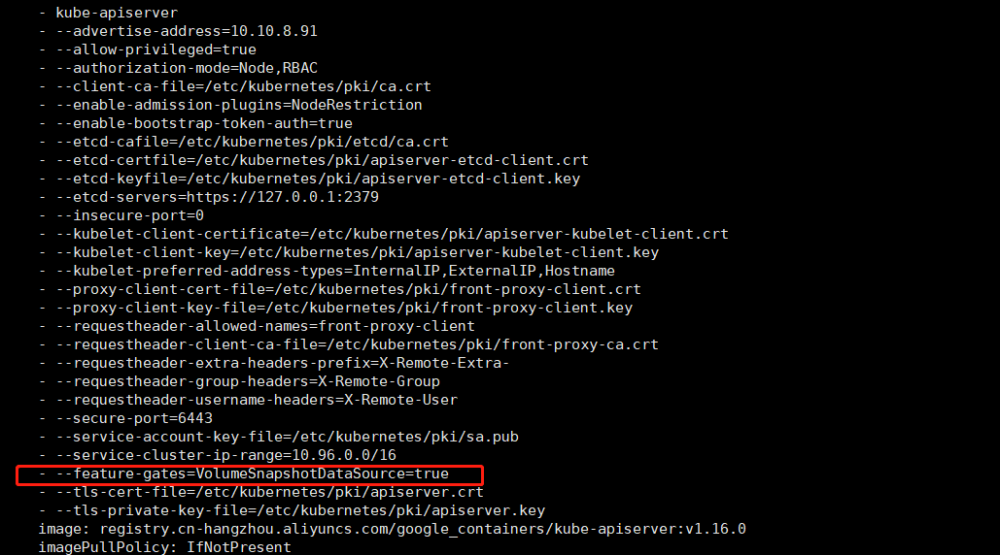 - kube-apiserver
- --advertise-address=10.10.8.91
- --allow-privileged=true
- --authorization-mode=Node,RBAC
- --client-ca-file=/etc/kubernetes/pki/ca.crt
- --enable-admission-plugins=NodeRestriction
- --enable-bootstrap-token-auth=true
- --etcd-cafile=/etc/kubernetes/pki/etcd/ca.crt
- --etcd-certfile=/etc/kubernetes/pki/apiserver-etcd-client.crt
- --etcd-keyfile=/etc/kubernetes/pki/apiserver-etcd-client.key
- --etcd-servers=https://127.0.0.1:2379
- --insecure-port=0
- --kubelet-client-certificate=/etc/kubernetes/pki/apiserver-kubelet-client.crt
- --kubelet-client-key=/etc/kubernetes/pki/apiserver-kubelet-client.key
- --kubelet-preferred-address-types=InternalIP,ExternalIP,Hostname
- --proxy-client-cert-file=/etc/kubernetes/pki/front-proxy-client.crt
- --proxy-client-key-file=/etc/kubernetes/pki/front-proxy-client.key
- --requestheader-allowed-names=front-proxy-client
- --requestheader-client-ca-file=/etc/kubernetes/pki/front-proxy-ca.crt
- --requestheader-extra-headers-prefix=X-Remote-Extra-
- --requestheader-group-headers=X-Remote-Group
- --requestheader-username-headers=X-Remote-User
- --secure-port=6443
- --service-account-key-file=/etc/kubernetes/pki/sa.pub
- --service-cluster-ip-range=10.96.0.0/16
- --feature-gates=VolumeSnapshotDataSource=true
- --tls-cert-file=/etc/kubernetes/pki/apiserver.crt
- --tls-private-key-file=/etc/kubernetes/pki/apiserver.key
image: registry.cn-hangzhou.aliyuncs.com/google_containers/kube-apiserver:v1.16.0
imagePullPolicy: IfNotPresent